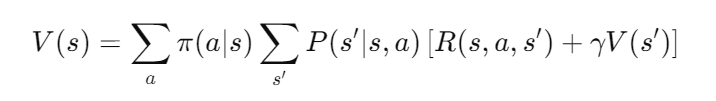 V(s) = ∑_a π(a|s) ∑_{s'} P(s'|s, a) [R(s, a, s') + γV(s')]